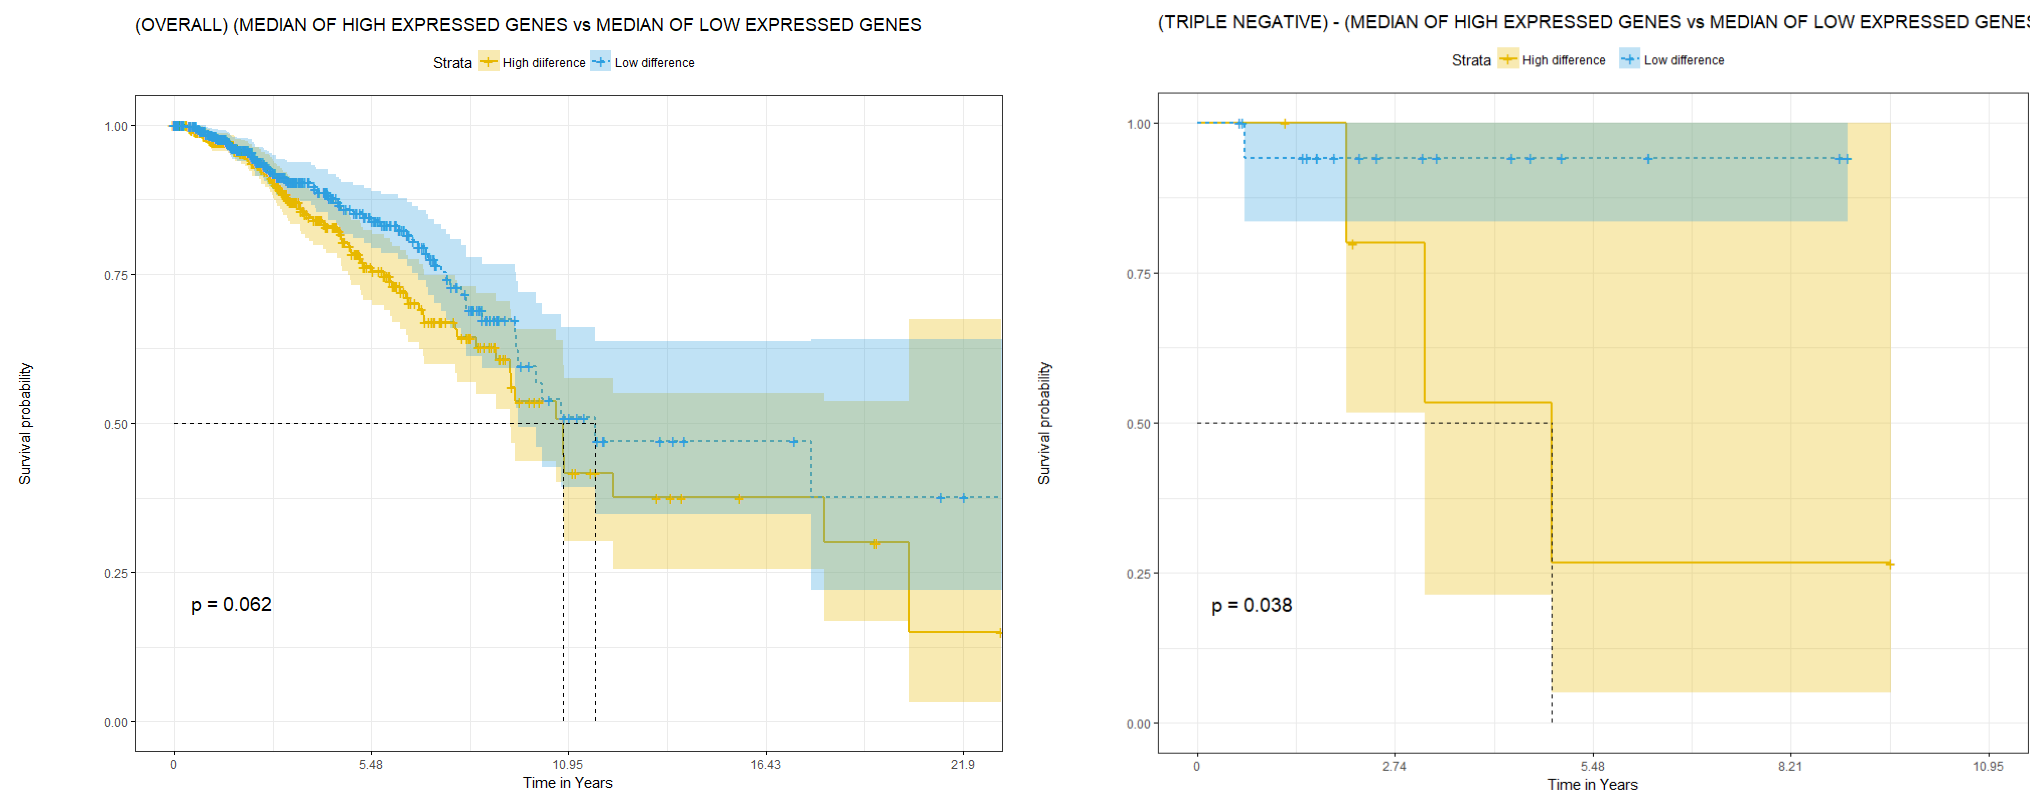 (OVERALL) (MEDIAN OF HIGH EXPRESSED GENES vs MEDIAN OF LOW EXPRESSED GENES
Strata High diifference Low difference
Survival probability
1.00
0.75
0.50
0.25
0.00
p = 0.062
0 5.48 10.95 16.43 21.9
Time in Years
(TRIPLE NEGATIVE) - (MEDIAN OF HIGH EXPRESSED GENES vs MEDIAN OF LOW EXPRESSED GENES
Strata High difference Low difference
Survival probability
1.00
0.75
0.50
0.25
0.00
p = 0.038
0 2.74 5.48 8.21 10.95
Time in Years